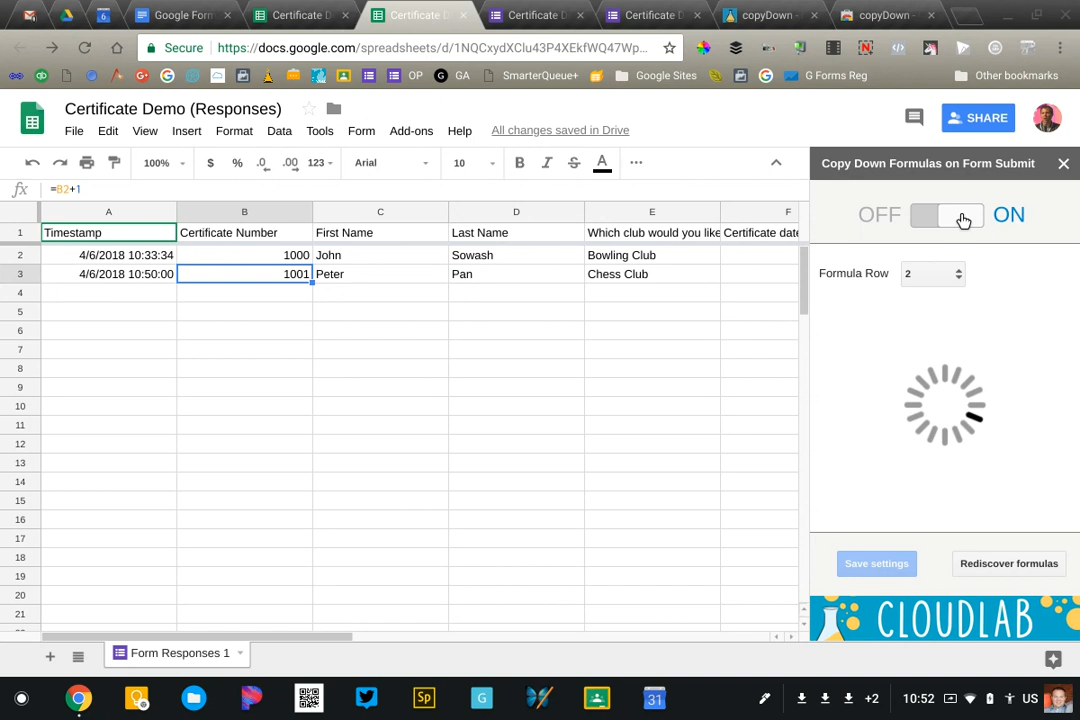 Google Form
Certificate D
Certificate D
Certificate D
Certificate D
copyDown -
copyDown -
Secure https://docs.google.com/spreadsheets/d/1NQCxydXClu43P4XEkfWQ47Wp...
OP
GA
SmarterQueue+
Google Sites
G Forms Reg
Other bookmarks
Certificate Demo (Responses)
File Edit View Insert Format Data Tools Form Add-ons Help All changes saved in Drive
SHARE
100% $ % .0 .00 123 Arial 10 B I S A
Copy Down Formulas on Form Submit
fx =B2+1
OFF ON
A B C D E F
1 Timestamp Certificate Number First Name Last Name Which club would you like Certificate date
2 4/6/2018 10:33:34 1000 John Sowash Bowling Club
3 4/6/2018 10:50:00 1001 Peter Pan Chess Club
Formula Row 2
4
5
6
7
8
9
10
11
12
13
14
15
16
17
18
19
20
21
Save settings Rediscover formulas
CLOUDLAB
Form Responses 1
Sp
G
31
+2
10:52
US